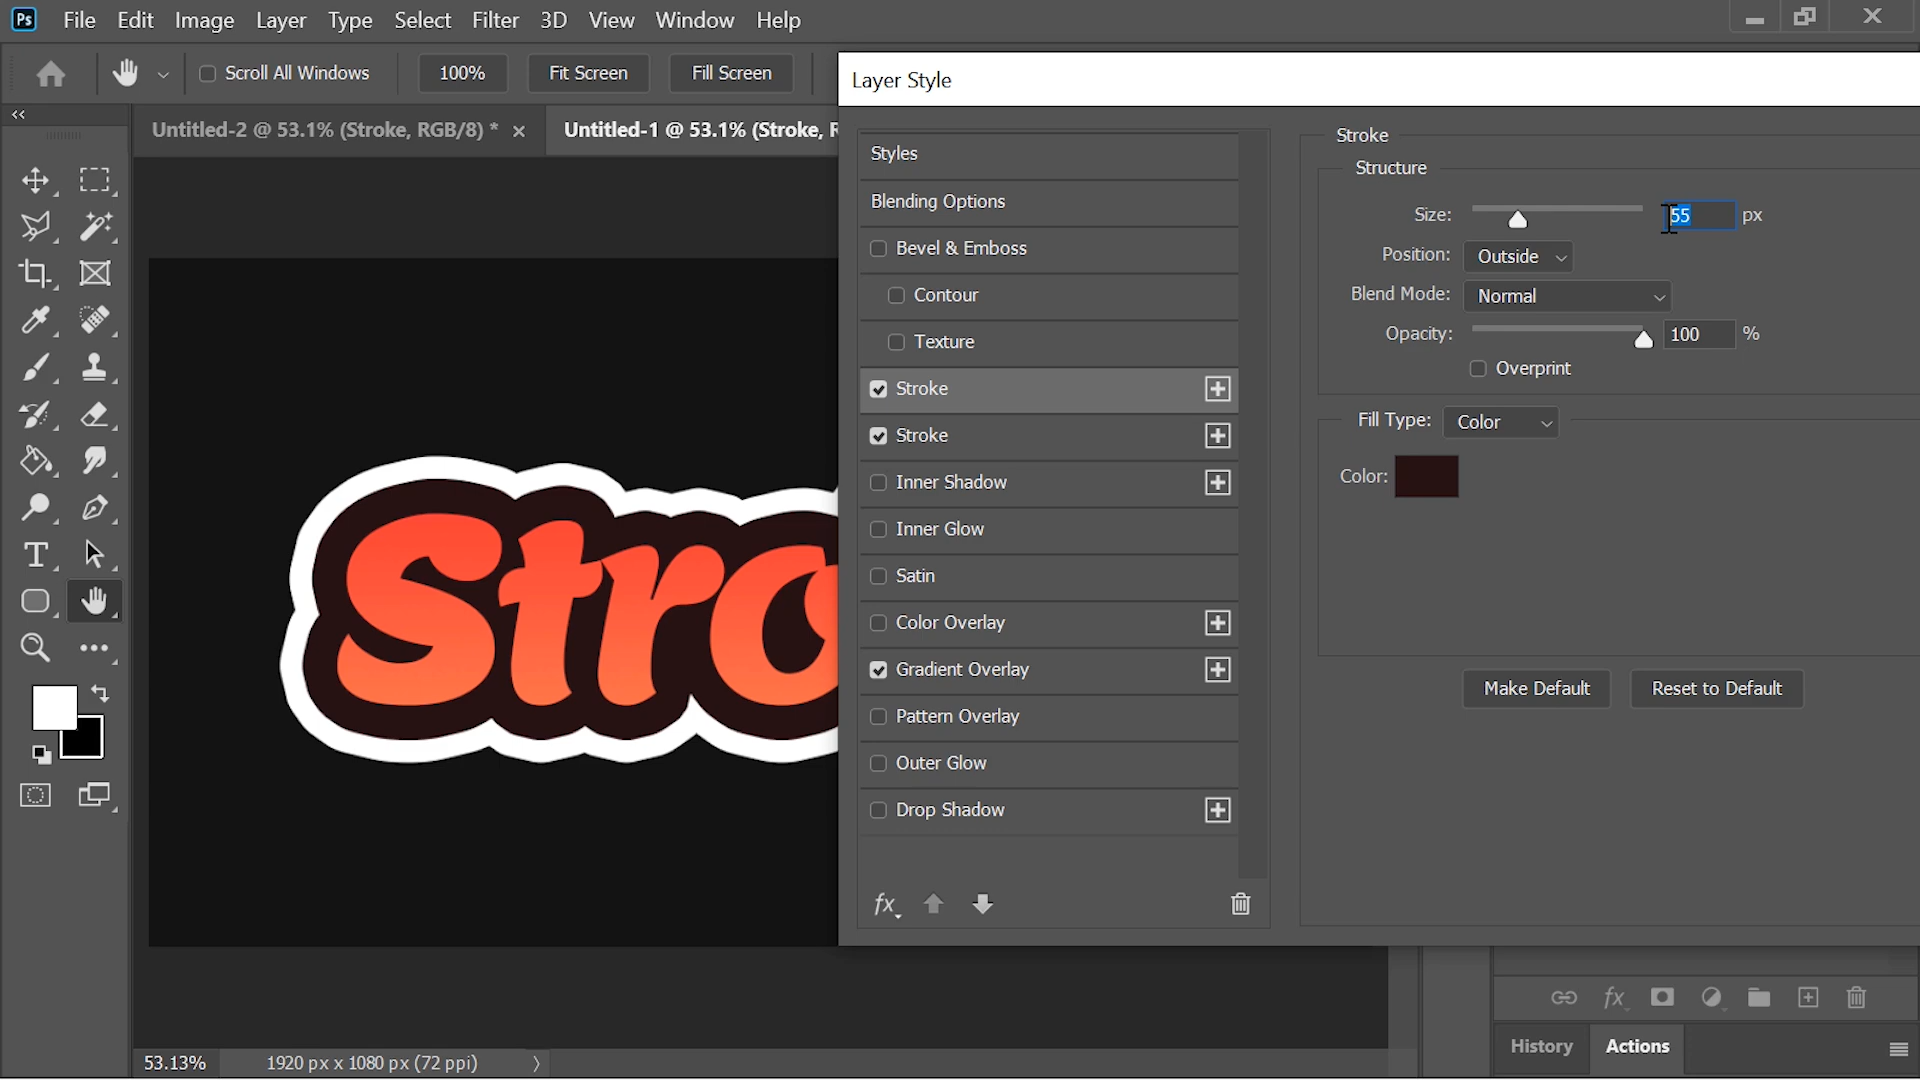 Ps File Edit Image Layer Type Select Filter 3D View Window Help
Scroll All Windows 100% Fit Screen Fill Screen
Layer Style
Untitled-2 @ 53.1% (Stroke, RGB/8) * × Untitled-1 @ 53.1% (Stroke, R
Styles
Blending Options
Bevel & Emboss
Contour
Texture
Stroke
Stroke
Inner Shadow
Inner Glow
Satin
Color Overlay
Gradient Overlay
Pattern Overlay
Outer Glow
Drop Shadow
fx
Stroke
Structure
Size: 55 px
Position: Outside
Blend Mode: Normal
Opacity: 100 %
Overprint
Fill Type: Color
Color:
Make Default Reset to Default
Stro
fx
History Actions
53.13% 1920 px x 1080 px (72 ppi)